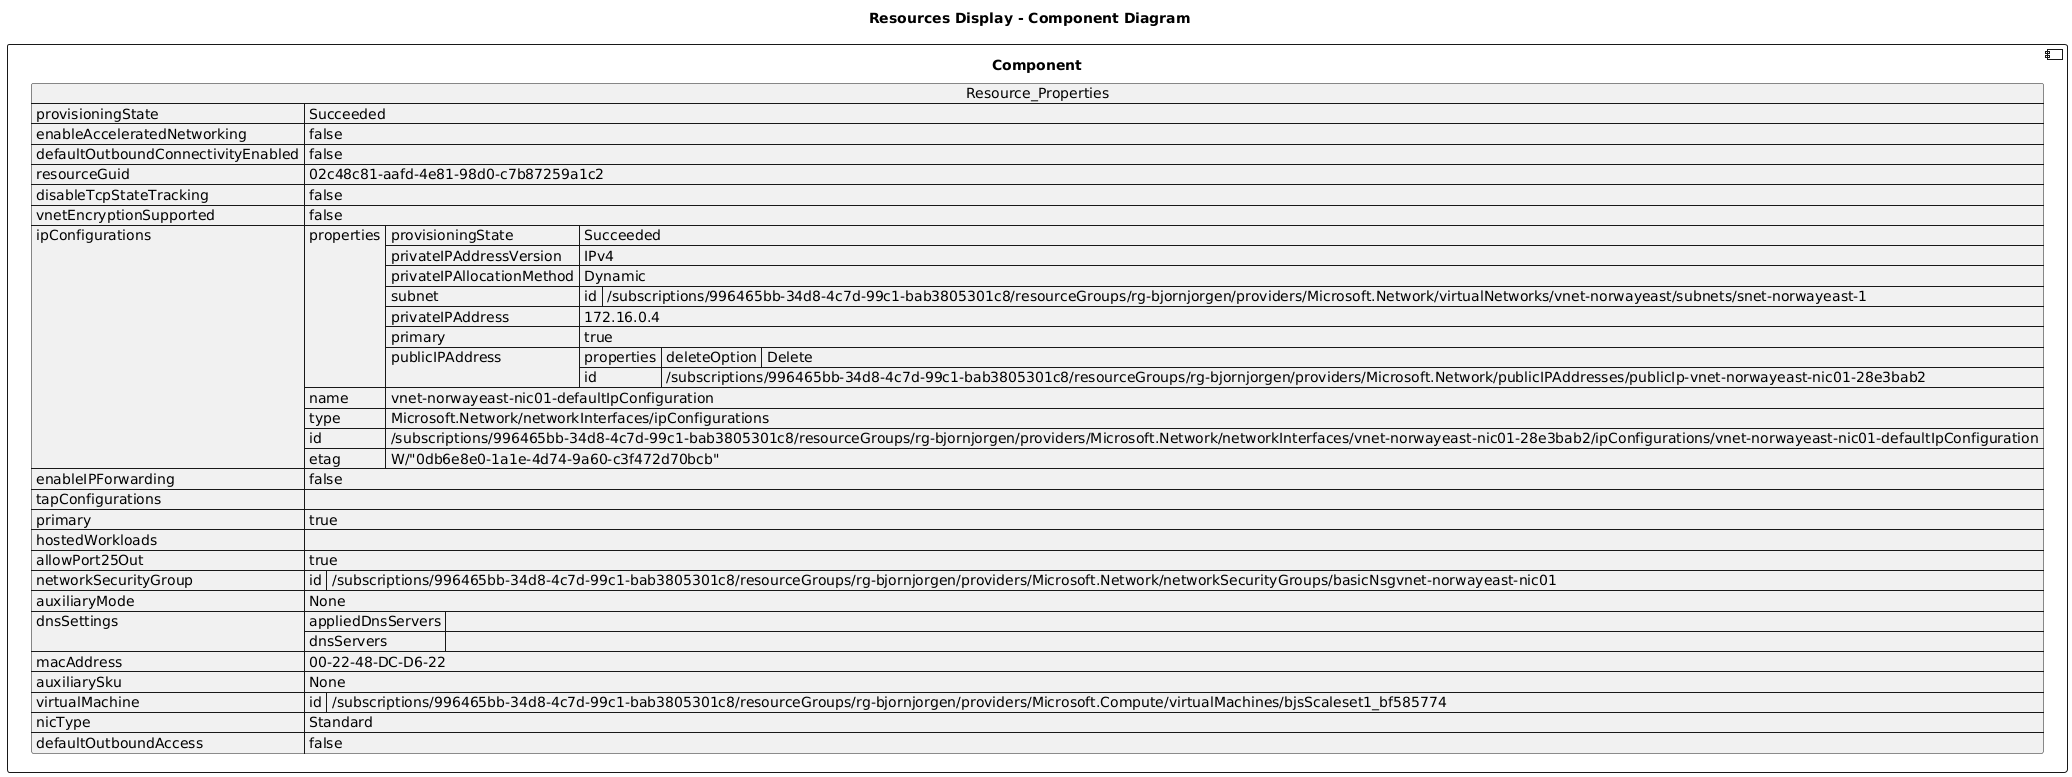 Resources Display - Component Diagram
Component
Resource_Properties
provisioningState Succeeded
enableAcceleratedNetworking false
defaultOutboundConnectivityEnabled false
resourceGuid 02c48c81-aafd-4e81-98d0-c7b87259a1c2
disableTcpStateTracking false
vnetEncryptionSupported false
ipConfigurations properties provisioningState Succeeded
privateIPAddressVersion IPv4
privateIPAllocationMethod Dynamic
subnet id /subscriptions/996465bb-34d8-4c7d-99c1-bab3805301c8/resourceGroups/rg-bjornjorgen/providers/Microsoft.Network/virtualNetworks/vnet-norwayeast/subnets/snet-norwayeast-1
privateIPAddress 172.16.0.4
primary true
publicIPAddress properties deleteOption Delete
id /subscriptions/996465bb-34d8-4c7d-99c1-bab3805301c8/resourceGroups/rg-bjornjorgen/providers/Microsoft.Network/publicIPAddresses/publicIp-vnet-norwayeast-nic01-28e3bab2
name vnet-norwayeast-nic01-defaultIpConfiguration
type Microsoft.Network/networkInterfaces/ipConfigurations
id /subscriptions/996465bb-34d8-4c7d-99c1-bab3805301c8/resourceGroups/rg-bjornjorgen/providers/Microsoft.Network/networkInterfaces/vnet-norwayeast-nic01-28e3bab2/ipConfigurations/vnet-norwayeast-nic01-defaultIpConfiguration
etag W/"0db6e8e0-1a1e-4d74-9a60-c3f472d70bcb"
enableIPForwarding false
tapConfigurations
primary true
hostedWorkloads
allowPort25Out true
networkSecurityGroup id /subscriptions/996465bb-34d8-4c7d-99c1-bab3805301c8/resourceGroups/rg-bjornjorgen/providers/Microsoft.Network/networkSecurityGroups/basicNsgvnet-norwayeast-nic01
auxiliaryMode None
dnsSettings appliedDnsServers
dnsServers
macAddress 00-22-48-DC-D6-22
auxiliarySku None
virtualMachine id /subscriptions/996465bb-34d8-4c7d-99c1-bab3805301c8/resourceGroups/rg-bjornjorgen/providers/Microsoft.Compute/virtualMachines/bjsScaleset1_bf585774
nicType Standard
defaultOutboundAccess false